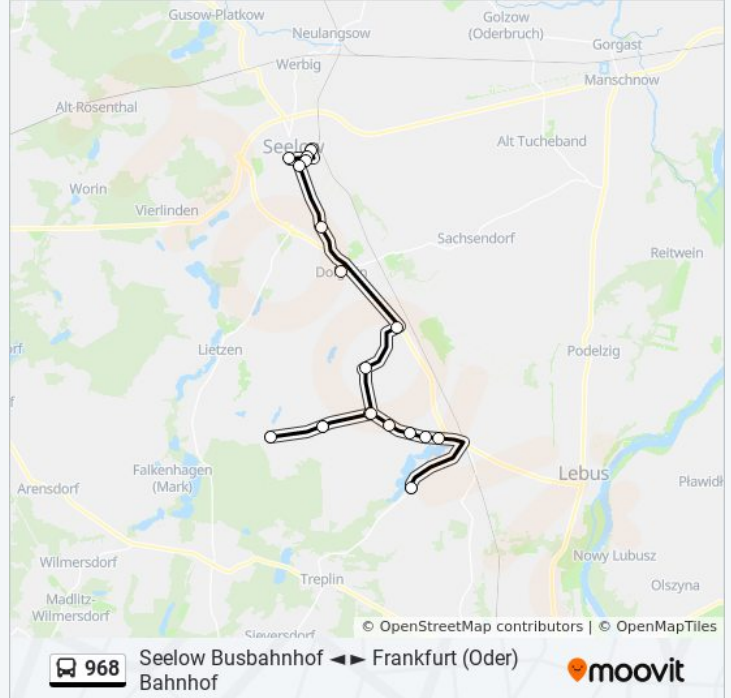 Gusow-Platkow
Golzow
(Oderbruch)
Neulangsow
Gorgast
Werbig
Manschnow
Alt Rosenthal
Alt Tucheband
Seelow
Worin
Vierlinden
Sachsendorf
Reitwein
Lietzen
Podelzig
Falkenhagen
(Mark)
Lebus
Arensdorf
Nowy Lubusz
Wilmersdorf
Treplin
Olszyna
Madlitz-
Wilmersdorf
Sieversdorf
© OpenStreetMap contributors | © OpenMapTiles
968
Seelow Busbahnhof ◄ ► Frankfurt (Oder)
Bahnhof
moovit